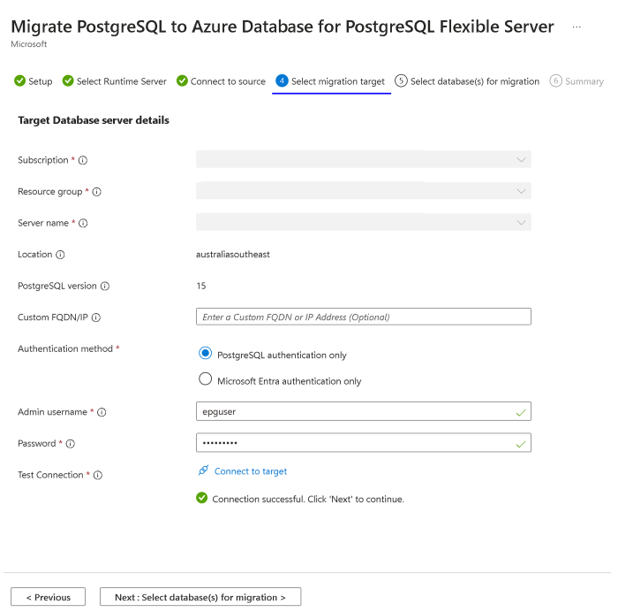 Migrate PostgreSQL to Azure Database for PostgreSQL Flexible Server ...
Microsoft
Setup Select Runtime Server Connect to source 4 Select migration target 5 Select database(s) for migration 6 Summary
Target Database server details
Subscription *
Resource group *
Server name *
Location australiasoutheast
PostgreSQL version 15
Custom FQDN/IP Enter a Custom FQDN or IP Address (Optional)
Authentication method *
PostgreSQL authentication only
Microsoft Entra authentication only
Admin username * epguser
Password * •••••••••
Test Connection * Connect to target
Connection successful. Click 'Next' to continue.
< Previous Next : Select database(s) for migration >